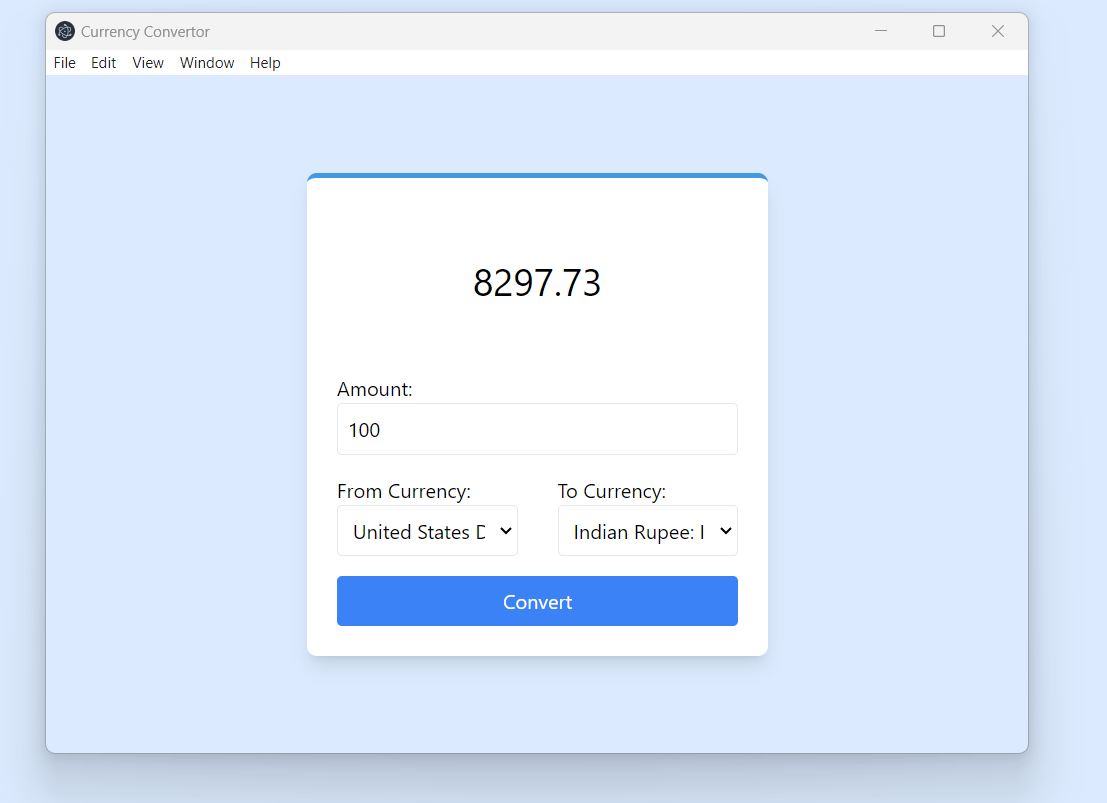 Currency Convertor
File Edit View Window Help
8297.73
Amount:
100
From Currency: To Currency:
United States D Indian Rupee: I
Convert